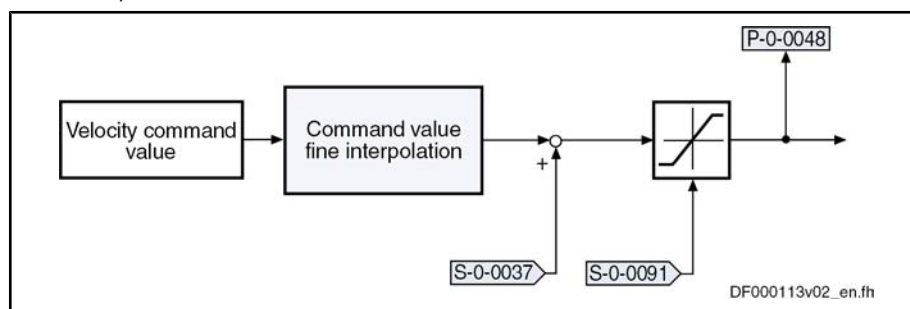 P-0-0048
Velocity command
value
Command value
fine interpolation
+
S-0-0037
S-0-0091
DF000113v02_en.fh